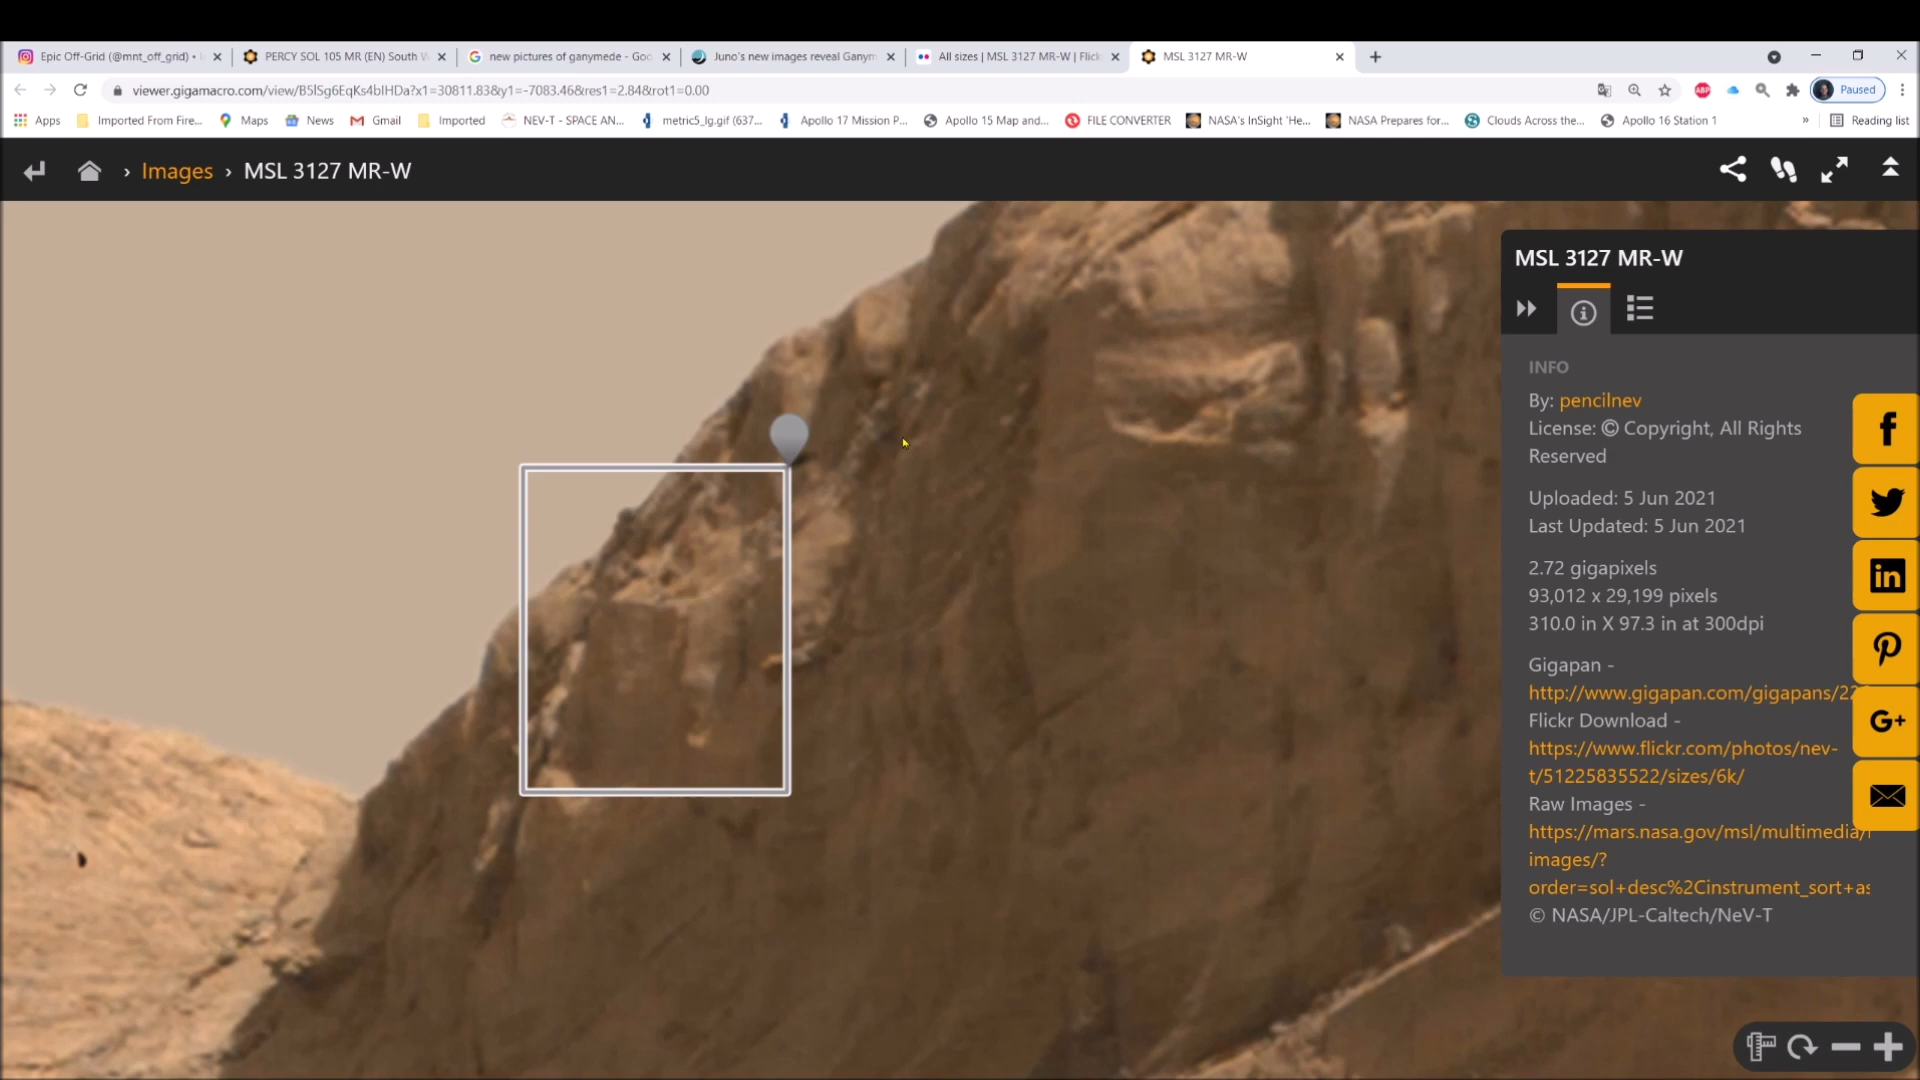 Epic Off-Grid (@mnt_off_grid) •
PERCY SOL 105 MR (EN) South
new pictures of ganymede - Goo
Juno's new images reveal Ganym
All sizes | MSL 3127 MR-W | Flick
MSL 3127 MR-W
viewer.gigamacro.com/view/B5lSg6EqKs4blHDa?x1=30811.83&y1=-7083.46&res1=2.84&rot1=0.00
ABP
Paused
Apps
Imported From Fire...
Maps
News
Gmail
Imported
NEV-T - SPACE AN...
metric5_lg.gif (637...
Apollo 17 Mission P...
Apollo 15 Map and...
FILE CONVERTER
NASA's InSight 'He...
NASA Prepares for...
Clouds Across the...
Apollo 16 Station 1
»
Reading list
› Images › MSL 3127 MR-W
MSL 3127 MR-W
INFO
By: pencilnev
License: © Copyright, All Rights
Reserved
Uploaded: 5 Jun 2021
Last Updated: 5 Jun 2021
2.72 gigapixels
93,012 x 29,199 pixels
310.0 in X 97.3 in at 300dpi
Gigapan -
http://www.gigapan.com/gigapans/22
Flickr Download -
https://www.flickr.com/photos/nev-
t/51225835522/sizes/6k/
Raw Images -
https://mars.nasa.gov/msl/multimedia/
images/?
order=sol+desc%2Cinstrument_sort+as
© NASA/JPL-Caltech/NeV-T
f
in
G+